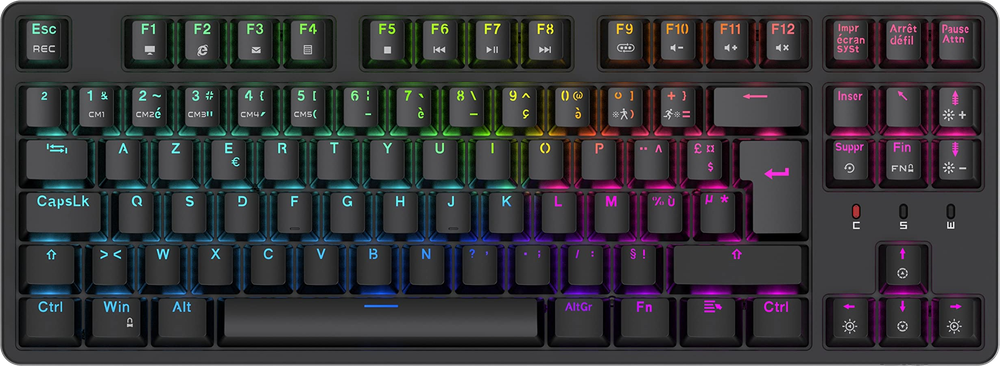 Esc F1 F2 F3 F4 F5 F6 F7 F8 F9 F10 F11 F12 Impr écran syst Arrêt défil Pause Attn
REC
2 1 & 2 ~ 3 # 4 { 5 [ 6 ¦ 7 8 \ 9 ^ 0 @ ] + } Inser
CM1 CM2 é CM3 " CM4 ' CM5 ( - è _ ç à ) = + 
A Z E R T Y U I O P ¨ ^ £ ¤ Suppr Fin
€ $ FN -
CapsLk Q S D F G H J K L M % ù µ *
C S W
> < W X C V B N ? , . ; / : § !
Ctrl Win Alt AltGr Fn Ctrl